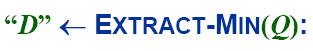 “D” ← EXTRACT-MIN(Q):